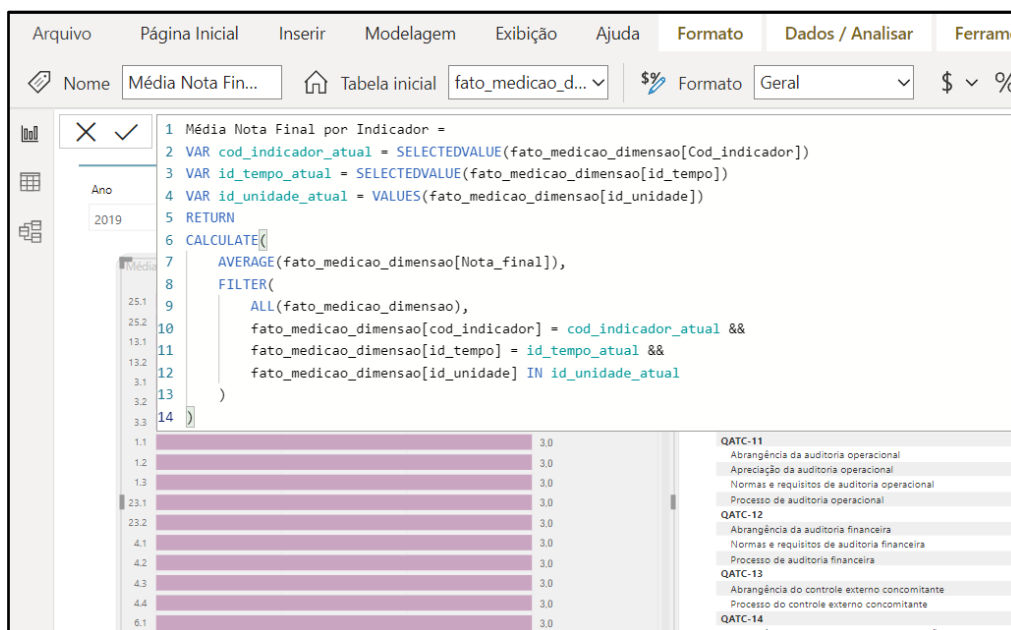 Arquivo Página Inicial Inserir Modelagem Exibição Ajuda Formato Dados / Analisar Ferram
Nome Média Nota Fin... Tabela inicial fato_medicao_d... $% Formato Geral $ %
1 Média Nota Final por Indicador =
2 VAR cod_indicador_atual = SELECTEDVALUE(fato_medicao_dimensao[Cod_indicador])
3 VAR id_tempo_atual = SELECTEDVALUE(fato_medicao_dimensao[id_tempo])
4 VAR id_unidade_atual = VALUES(fato_medicao_dimensao[id_unidade])
5 RETURN
6 CALCULATE(
7 AVERAGE(fato_medicao_dimensao[Nota_final]),
8 FILTER(
9 ALL(fato_medicao_dimensao),
10 fato_medicao_dimensao[cod_indicador] = cod_indicador_atual &&
11 fato_medicao_dimensao[id_tempo] = id_tempo_atual &&
12 fato_medicao_dimensao[id_unidade] IN id_unidade_atual
13 )
14 )
Ano
2019
Média
25.1
25.2
13.1
13.2
3.1
3.2
3.3
1.1 3,0
1.2 3,0
1.3 3,0
23.1 3,0
23.2 3,0
4.1 3,0
4.2 3,0
4.3 3,0
4.4 3,0
6.1 3,0
QATC-11
Abrangência da auditoria operacional
Apreciação da auditoria operacional
Normas e requisitos de auditoria operacional
Processo de auditoria operacional
QATC-12
Abrangência da auditoria financeira
Normas e requisitos de auditoria financeira
Processo de auditoria financeira
QATC-13
Abrangência do controle externo concomitante
Processo do controle externo concomitante
QATC-14